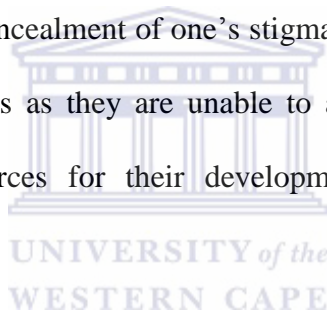 ncealment of one’s stigma
s as they are unable to a
rces for their developm
UNIVERSITY of the
WESTERN CAPE